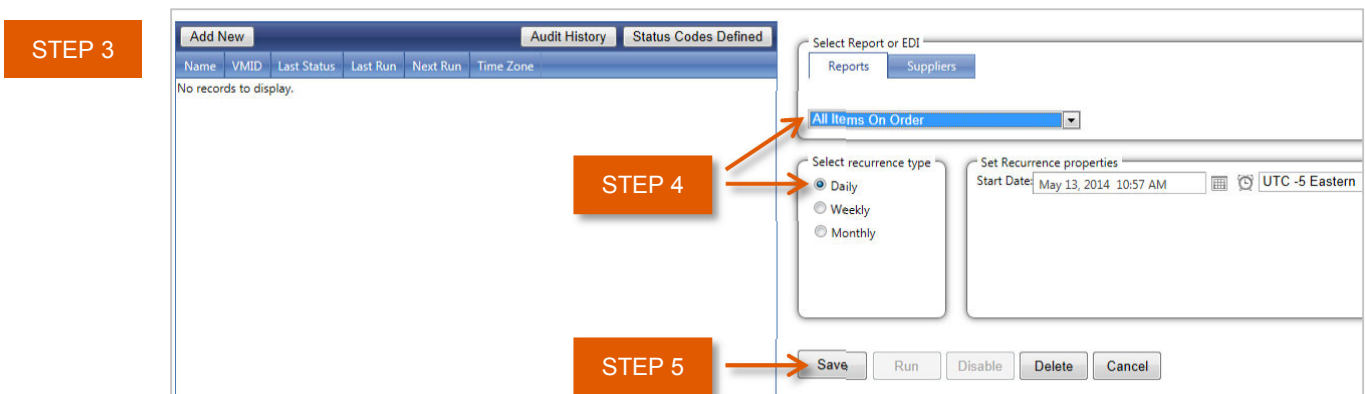 STEP 3
Add New Audit History Status Codes Defined
Name VMID Last Status Last Run Next Run Time Zone
No records to display.
Select Report or EDI
Reports Suppliers
All Items On Order
STEP 4
Select recurrence type
Daily
Weekly
Monthly
Set Recurrence properties
Start Date: May 13, 2014 10:57 AM UTC -5 Eastern
STEP 5
Save Run Disable Delete Cancel